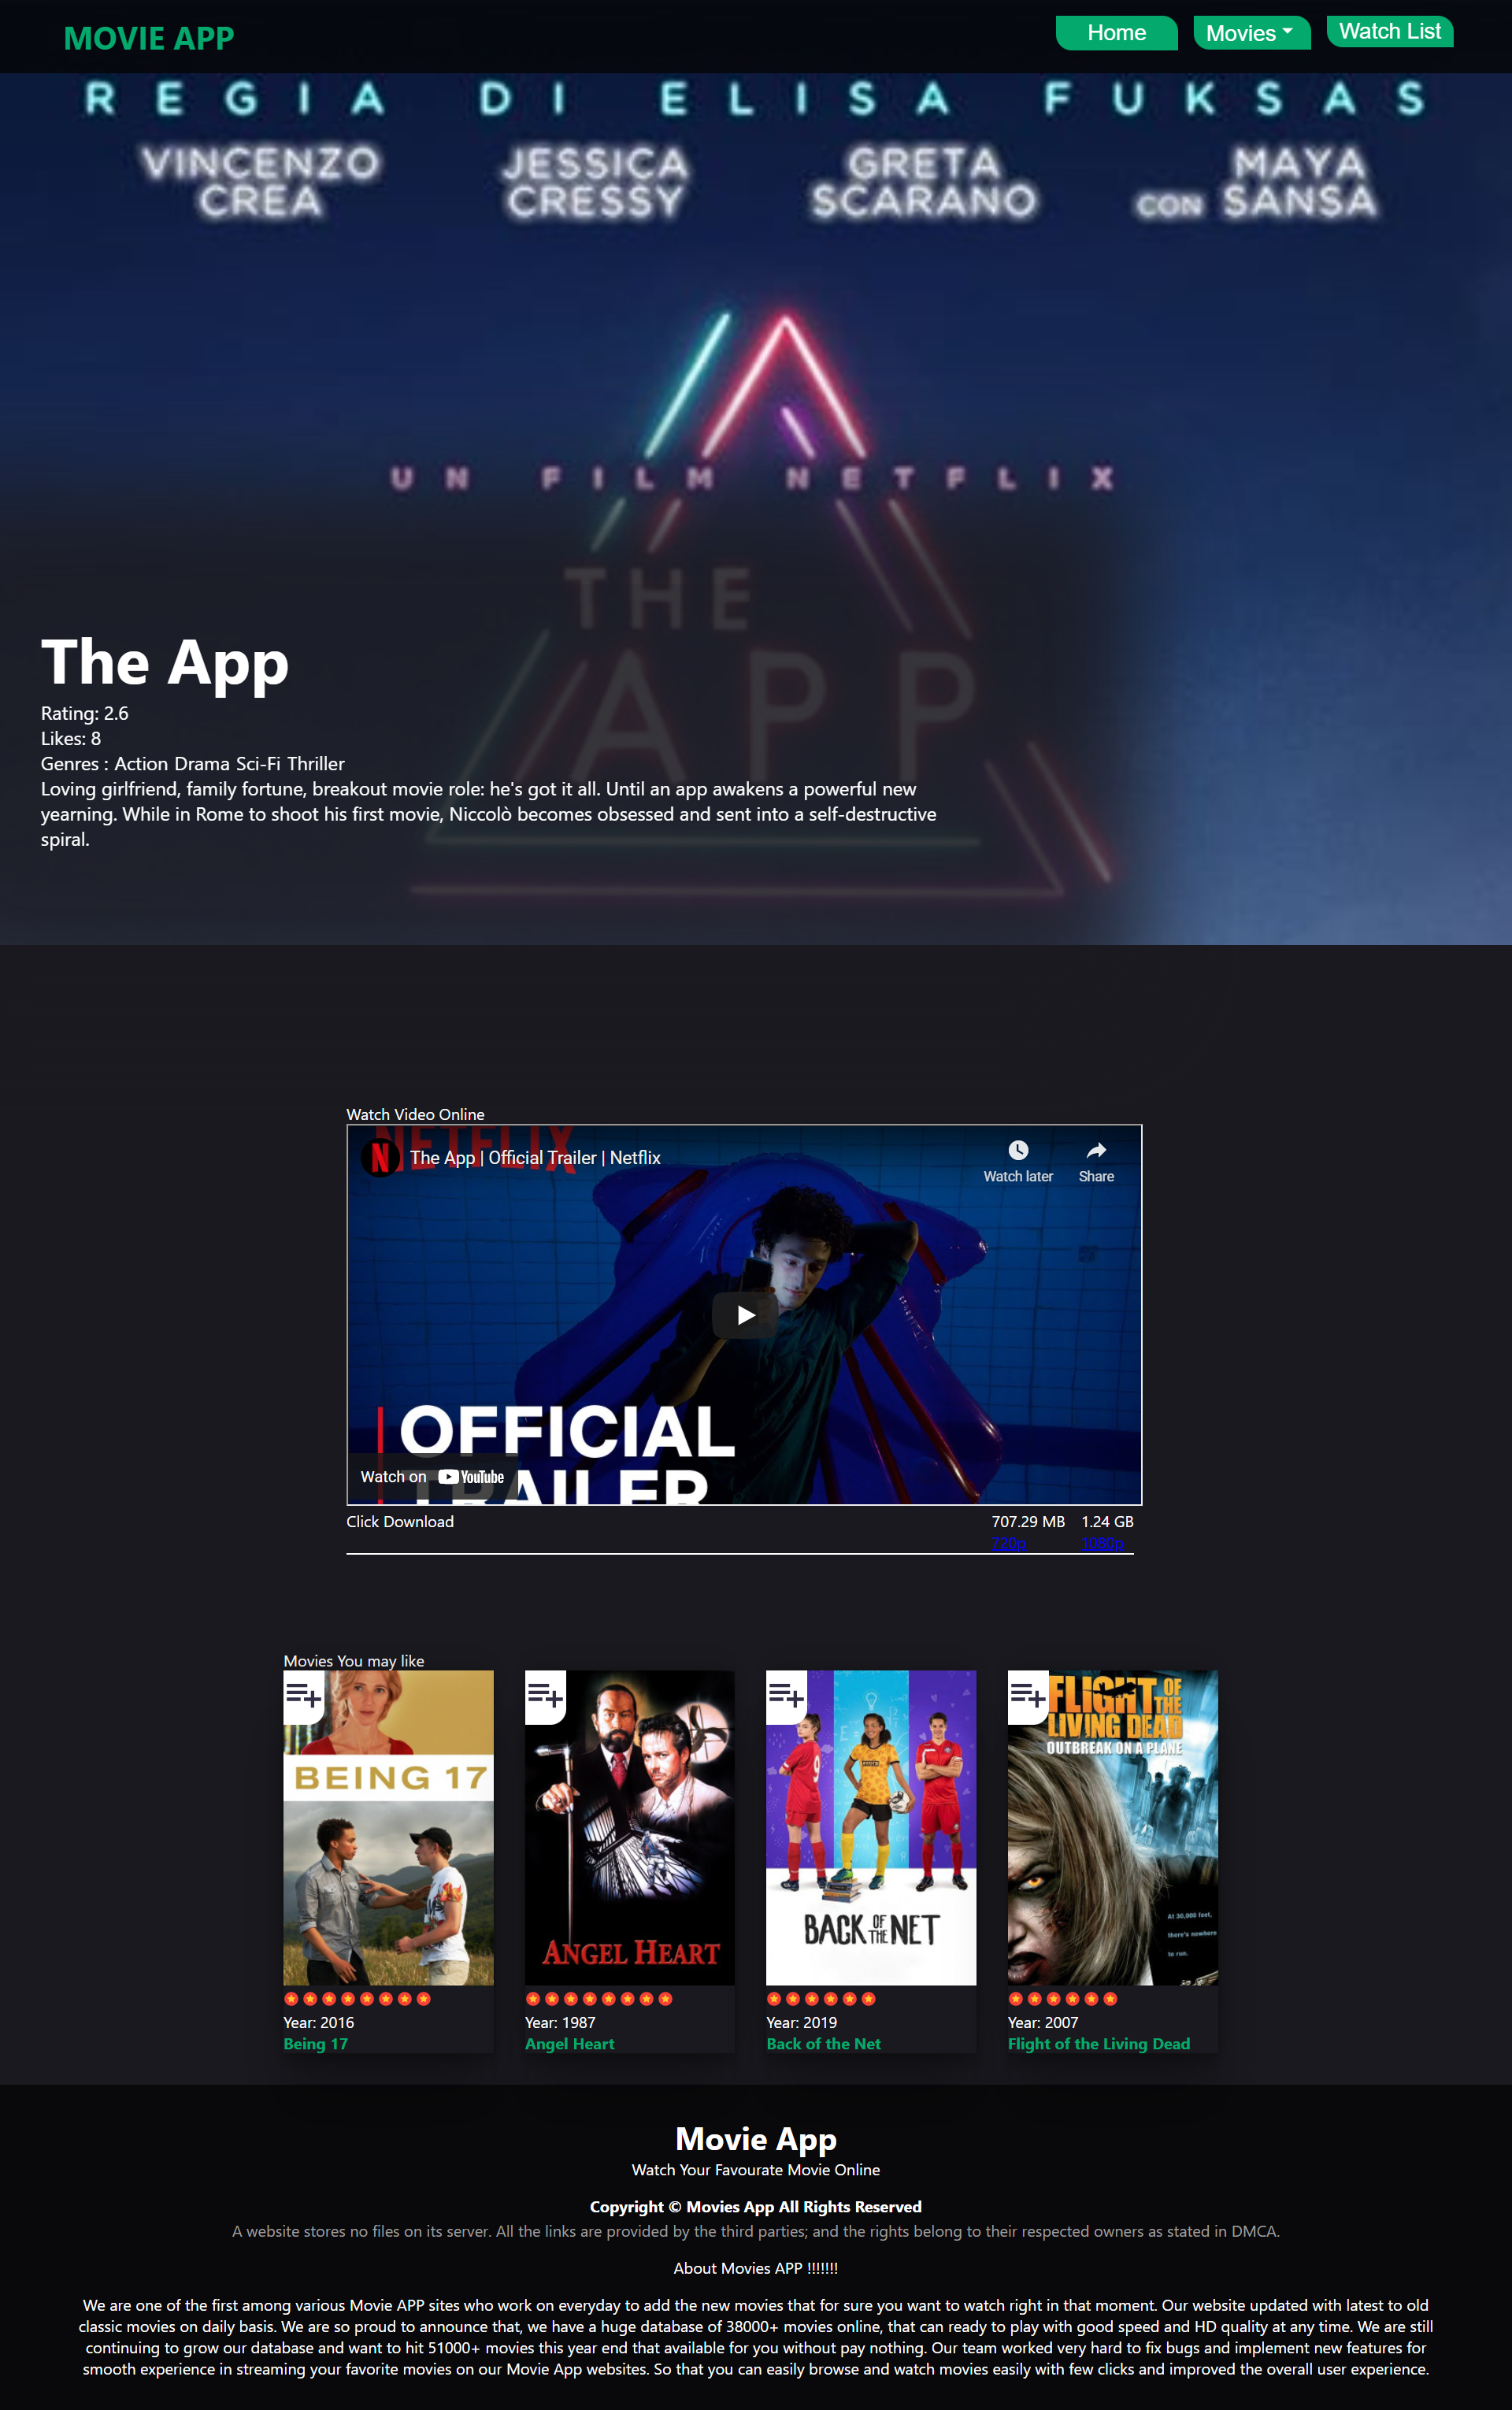 MOVIE APP
Home
Movies
Watch List
REGIA DI ELISA FUKSAS
VINCENZO CREA
JESSICA CRESSY
GRETA SCARANO
CON MAYA SANSA
UN FILM NETFLIX
THE
APP
The App
Rating: 2.6
Likes: 8
Genres : Action Drama Sci-Fi Thriller
Loving girlfriend, family fortune, breakout movie role: he's got it all. Until an app awakens a powerful new
yearning. While in Rome to shoot his first movie, Niccolò becomes obsessed and sent into a self-destructive
spiral.
Watch Video Online
NETFLIX
N
The App | Official Trailer | Netflix
Watch later
Share
OFFICIAL
TRAILER
Watch on YouTube
Click Download
707.29 MB
1.24 GB
720p
1080p
Movies You may like
BEING 17
ANGEL HEART
9
BACK OF THE NET
FLIGHT OF THE
LIVING DEAD
OUTBREAK ON A PLANE
At 30,000 feet,
there's nowhere
to run.
Year: 2016
Being 17
Year: 1987
Angel Heart
Year: 2019
Back of the Net
Year: 2007
Flight of the Living Dead
Movie App
Watch Your Favourate Movie Online
Copyright © Movies App All Rights Reserved
A website stores no files on its server. All the links are provided by the third parties; and the rights belong to their respected owners as stated in DMCA.
About Movies APP !!!!!!!
We are one of the first among various Movie APP sites who work on everyday to add the new movies that for sure you want to watch right in that moment. Our website updated with latest to old
classic movies on daily basis. We are so proud to announce that, we have a huge database of 38000+ movies online, that can ready to play with good speed and HD quality at any time. We are still
continuing to grow our database and want to hit 51000+ movies this year end that available for you without pay nothing. Our team worked very hard to fix bugs and implement new features for
smooth experience in streaming your favorite movies on our Movie App websites. So that you can easily browse and watch movies easily with few clicks and improved the overall user experience.